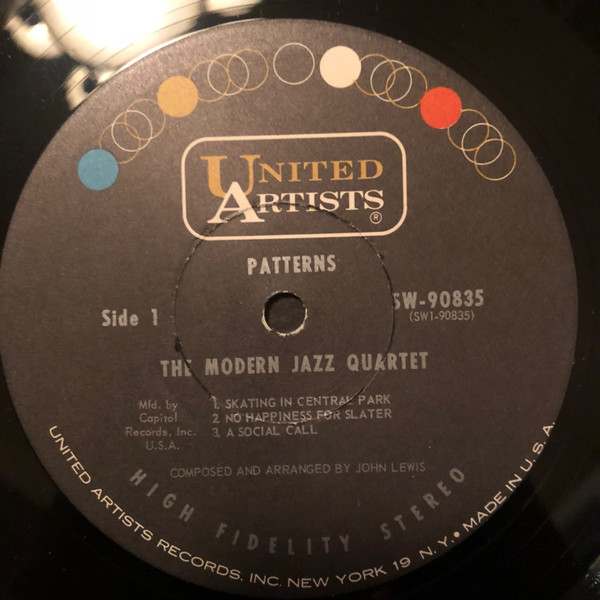 UNITED
ARTISTS
®
PATTERNS
Side 1
SW-90835
(SW1-90835)
THE MODERN JAZZ QUARTET
Mfd. by
Capitol
Records, Inc.
U.S.A.
1. SKATING IN CENTRAL PARK
2. NO HAPPINESS FOR SLATER
3. A SOCIAL CALL
COMPOSED AND ARRANGED BY JOHN LEWIS
HIGH FIDELITY STEREO
UNITED ARTISTS RECORDS, INC. NEW YORK 19 N.Y. • MADE IN U.S.A.